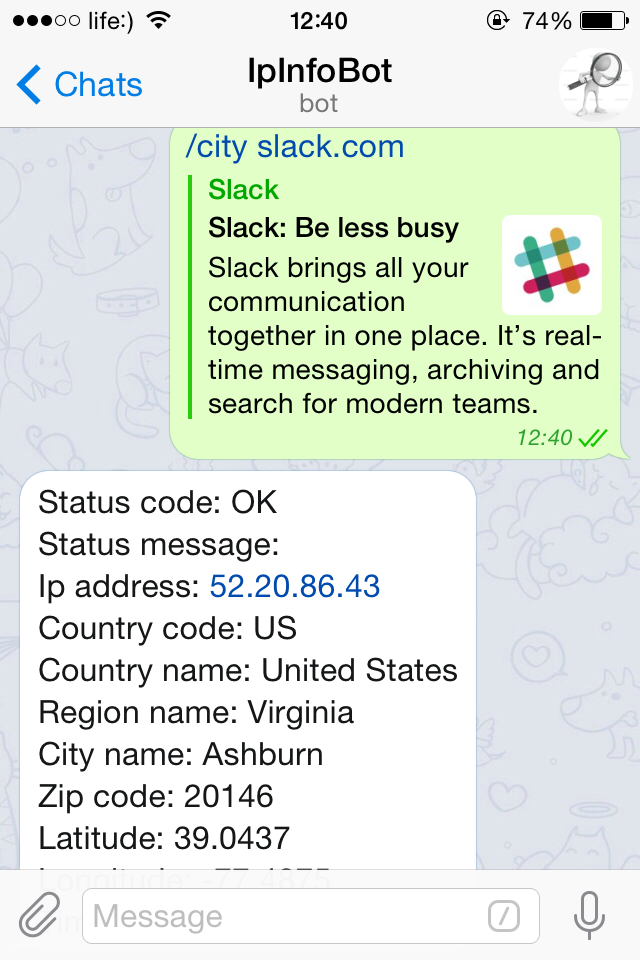 life:) 12:40 74%
Chats IpInfoBot
bot
/city slack.com
Slack
Slack: Be less busy
Slack brings all your
communication
together in one place. It’s real-
time messaging, archiving and
search for modern teams.
12:40
Status code: OK
Status message:
Ip address: 52.20.86.43
Country code: US
Country name: United States
Region name: Virginia
City name: Ashburn
Zip code: 20146
Latitude: 39.0437
Longitude: -77.4875
Message